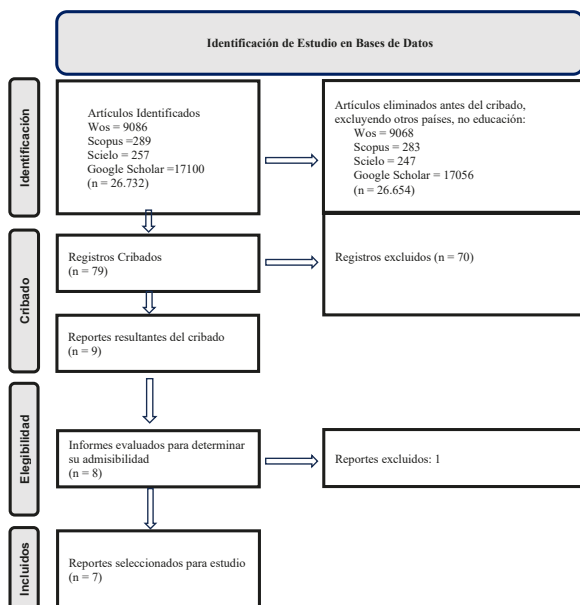 Identificación de Estudio en Bases de Datos
Identificación
Artículos Identificados
Wos = 9086
Scopus =289
Scielo = 257
Google Scholar =17100
(n = 26.732)
Artículos eliminados antes del cribado,
excluyendo otros países, no educación:
Wos = 9068
Scopus = 283
Scielo = 247
Google Scholar = 17056
(n = 26.654)
Cribado
Registros Cribados
(n = 79)
Registros excluidos (n = 70)
Reportes resultantes del cribado
(n = 9)
Elegibilidad
Informes evaluados para determinar
su admisibilidad
(n = 8)
Reportes excluidos: 1
Incluidos
Reportes seleccionados para estudio
(n = 7)